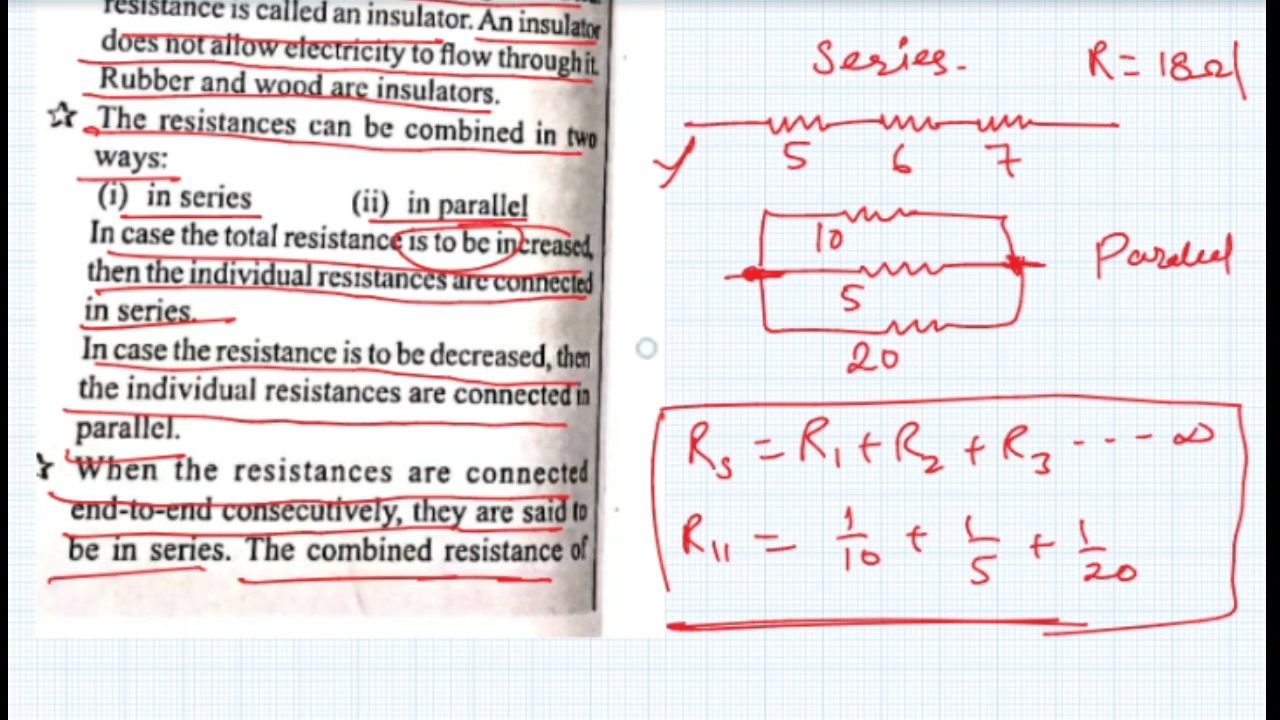 resistance is called an insulator. An insulator
does not allow electricity to flow through it.
Rubber and wood are insulators.
☆ The resistances can be combined in two
ways:
(i) in series (ii) in parallel
In case the total resistance is to be increased,
then the individual resistances are connected
in series.
In case the resistance is to be decreased, then
the individual resistances are connected in
parallel.
☆ When the resistances are connected
end-to-end consecutively, they are said to
be in series. The combined resistance of
Series. R = 18Ω
5 6 7
10
5
20
Parallel
Rs = R1 + R2 + R3 ---- ∞
R11 = 1/10 + 1/5 + 1/20